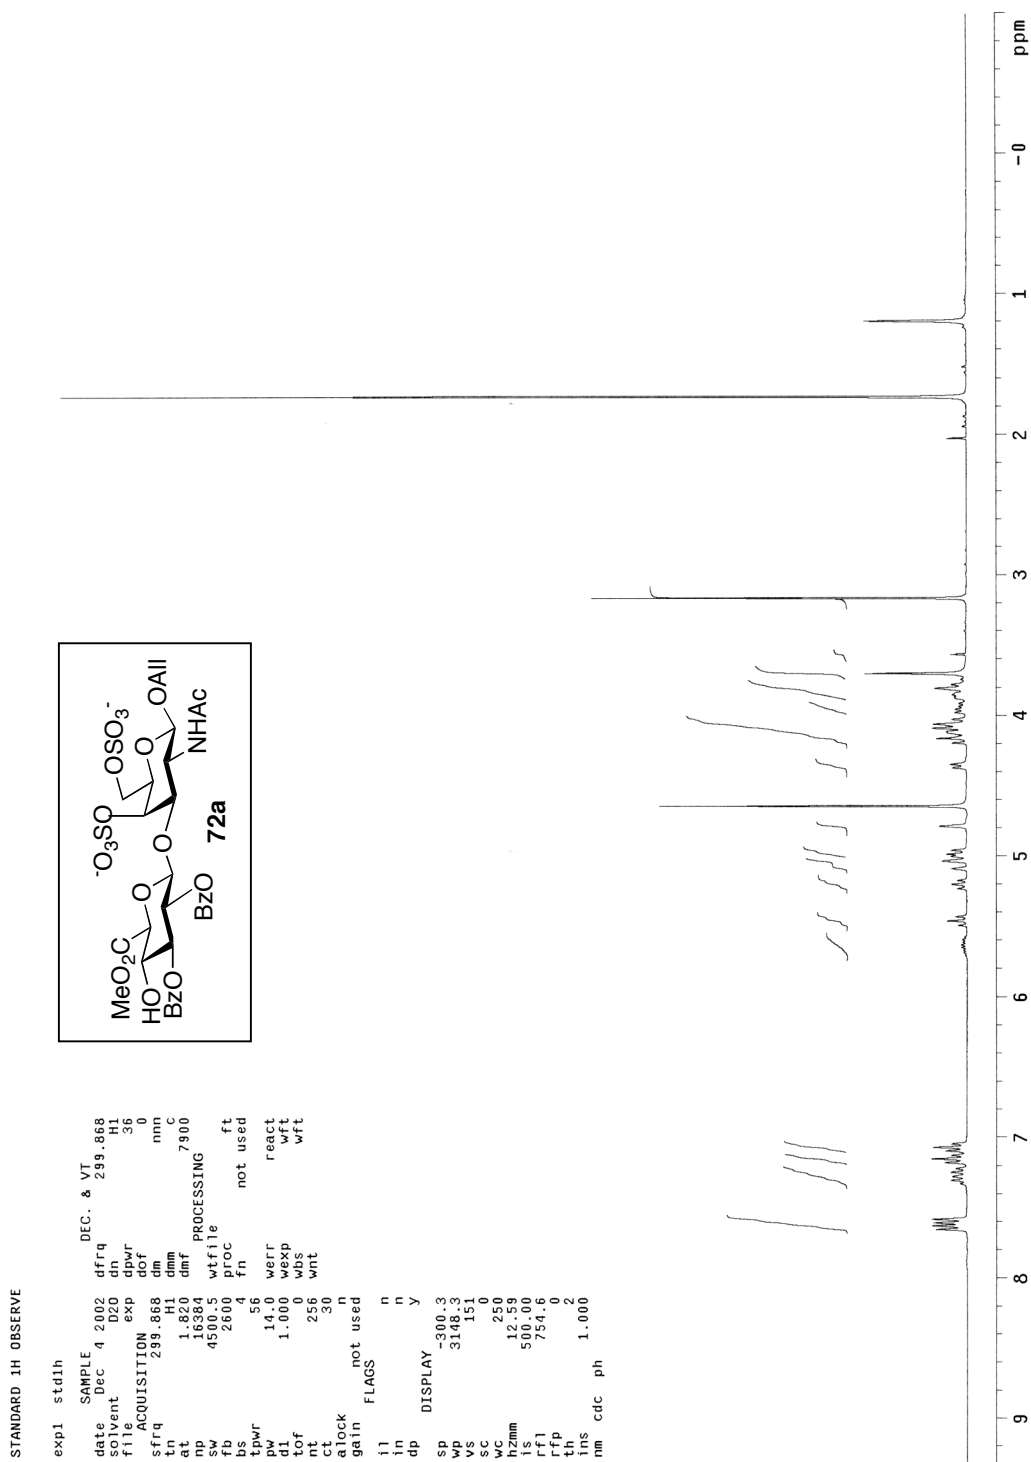 STANDARD 1H OBSERVE
exp1 std1h
SAMPLE DEC. & VT
date Dec 4 2002 dfrq 299.868
solvent D2O dn H1
file exp dpwr 36
ACQUISITION dof 0
sfrq 299.868 dm nnn
tn H1 dmm c
at 1.820 dmf 7900
np 16384 PROCESSING
sw 4500.5 wtfile
fb 2600 proc ft
bs 4 fn not used
tpwr 56
pw 14.0 werr react
d1 1.000 wexp wft
tof 0 wbs wft
nt 256 wnt
ct 30
alock n
gain not used
FLAGS
il n
in n
dp y
DISPLAY
sp -300.3
wp 3148.3
vs 151
sc 0
wc 250
hzmm 12.59
is 500.00
rfl 754.6
rfp 0
th 2
ins 1.000
nm cdc ph
-O3SO
OSO3-
MeO2C
O
O
HO
O
OAll
BzO
NHAc
BzO
72a
9 8 7 6 5 4 3 2 1 -0 ppm